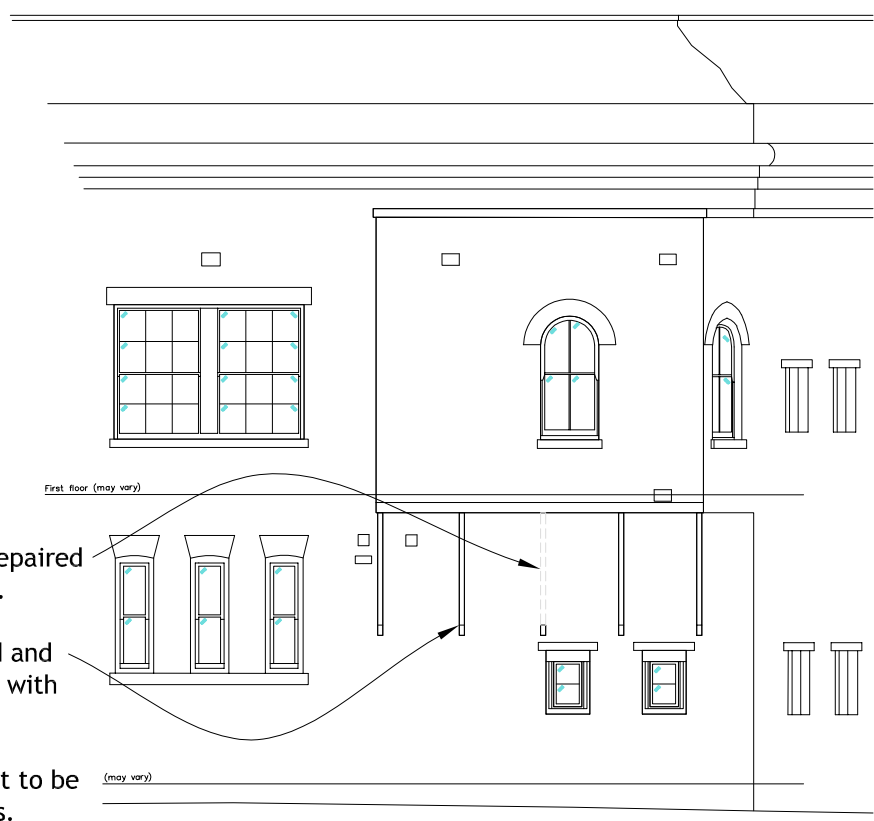 First floor (may vary)
epaired
.
and
with
(may vary)
t to be
s.